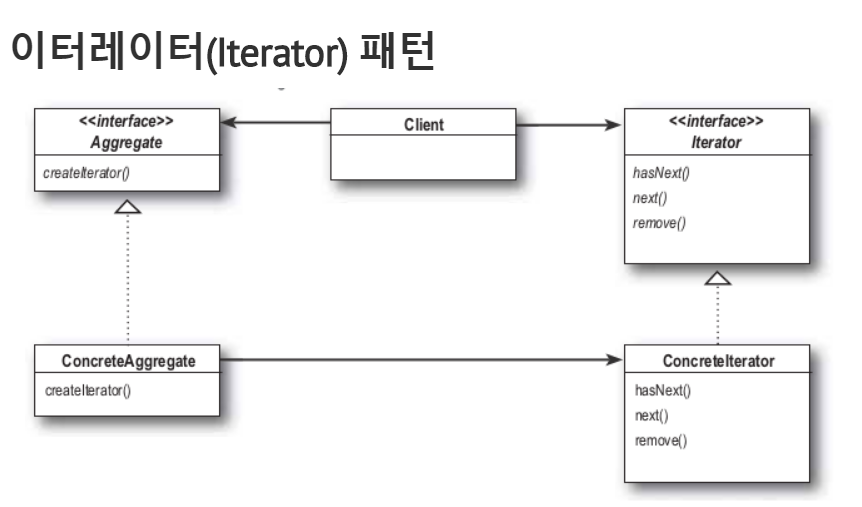 이터레이터(Iterator) 패턴
<<interface>>
Aggregate
createIterator()
Client
<<interface>>
Iterator
hasNext()
next()
remove()
ConcreteAggregate
createIterator()
ConcreteIterator
hasNext()
next()
remove()